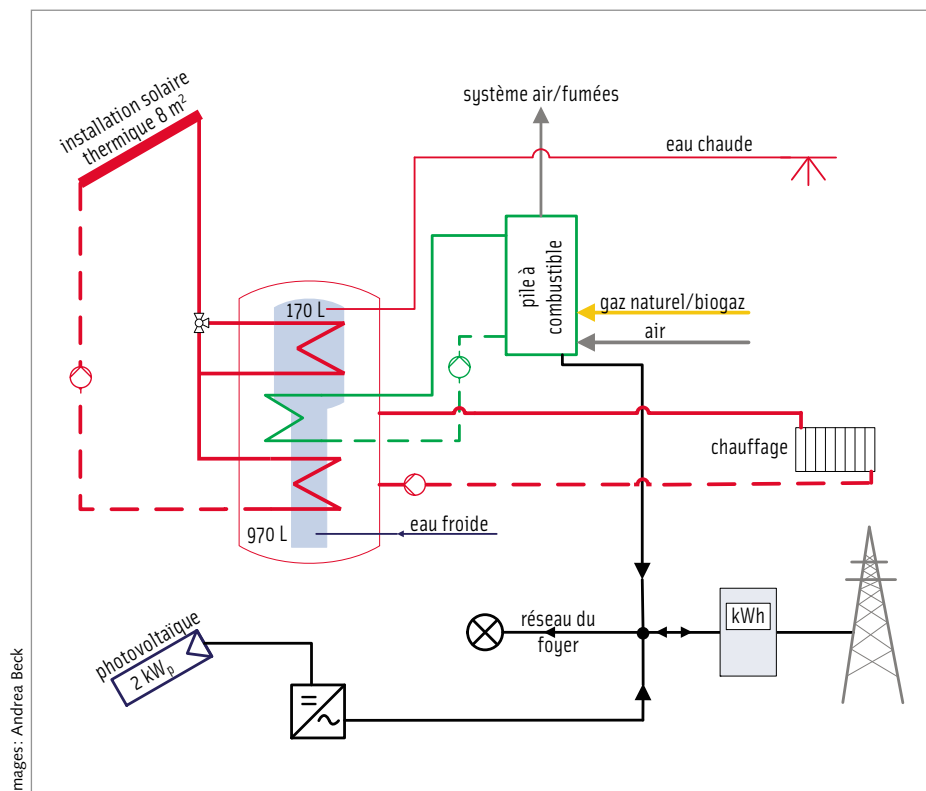 installation solaire
thermique 8 m²
système air/fumées
eau chaude
pile à
combustible
gaz naturel/biogaz
air
170 L
chauffage
970 L
eau froide
photovoltaïque
2 kWp
réseau du
foyer
kWh
mages: Andrea Beck